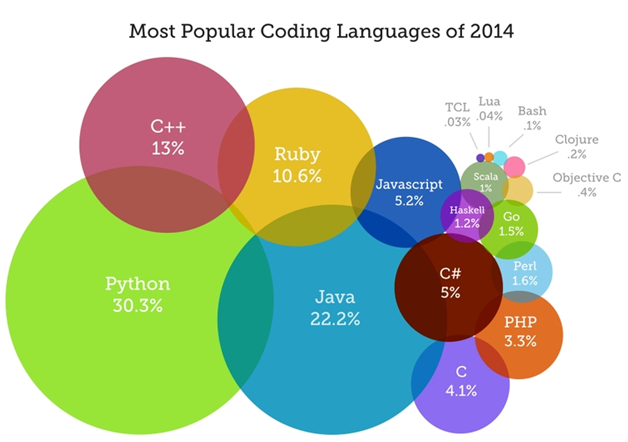 Most Popular Coding Languages of 2014
C++
13%
Ruby
10.6%
Javascript
5.2%
TCL
.03%
Lua
.04%
Bash
.1%
Clojure
.2%
Objective C
.4%
Scala
1%
Haskell
1.2%
Go
1.5%
Python
30.3%
Java
22.2%
C#
5%
Perl
1.6%
PHP
3.3%
C
4.1%